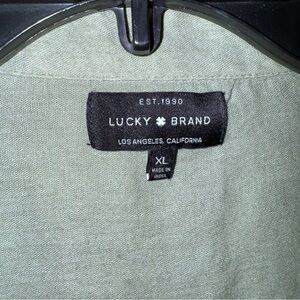 EST. 1990
LUCKY BRAND
LOS ANGELES, CALIFORNIA
XL
MADE IN
INDIA